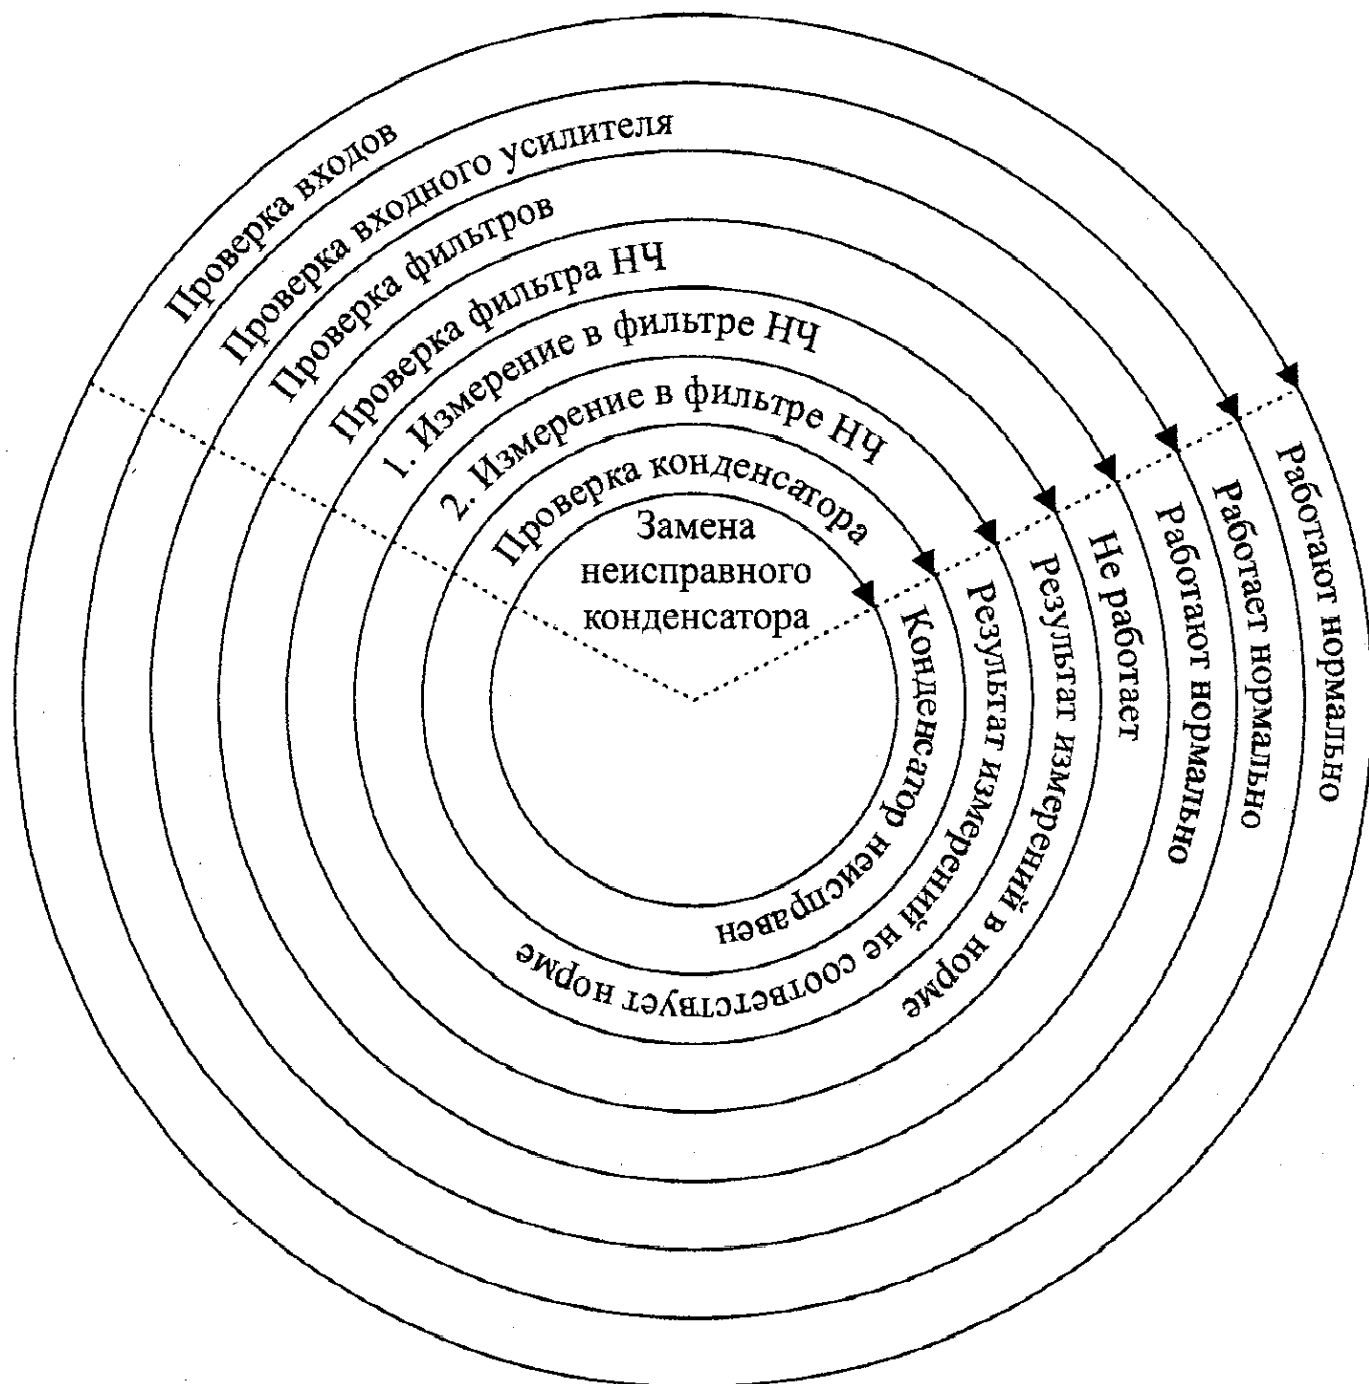 Проверка входов
Проверка входного усилителя
Проверка фильтров
Проверка фильтра НЧ
1. Измерение в фильтре НЧ
2. Измерение в фильтре НЧ
Проверка конденсатора
Замена
неисправного
конденсатора
Работают нормально
Работает нормально
Работают нормально
Не работает
Результат измерений в норме
Результат измерений не соответствует норме
Конденсатор неисправен